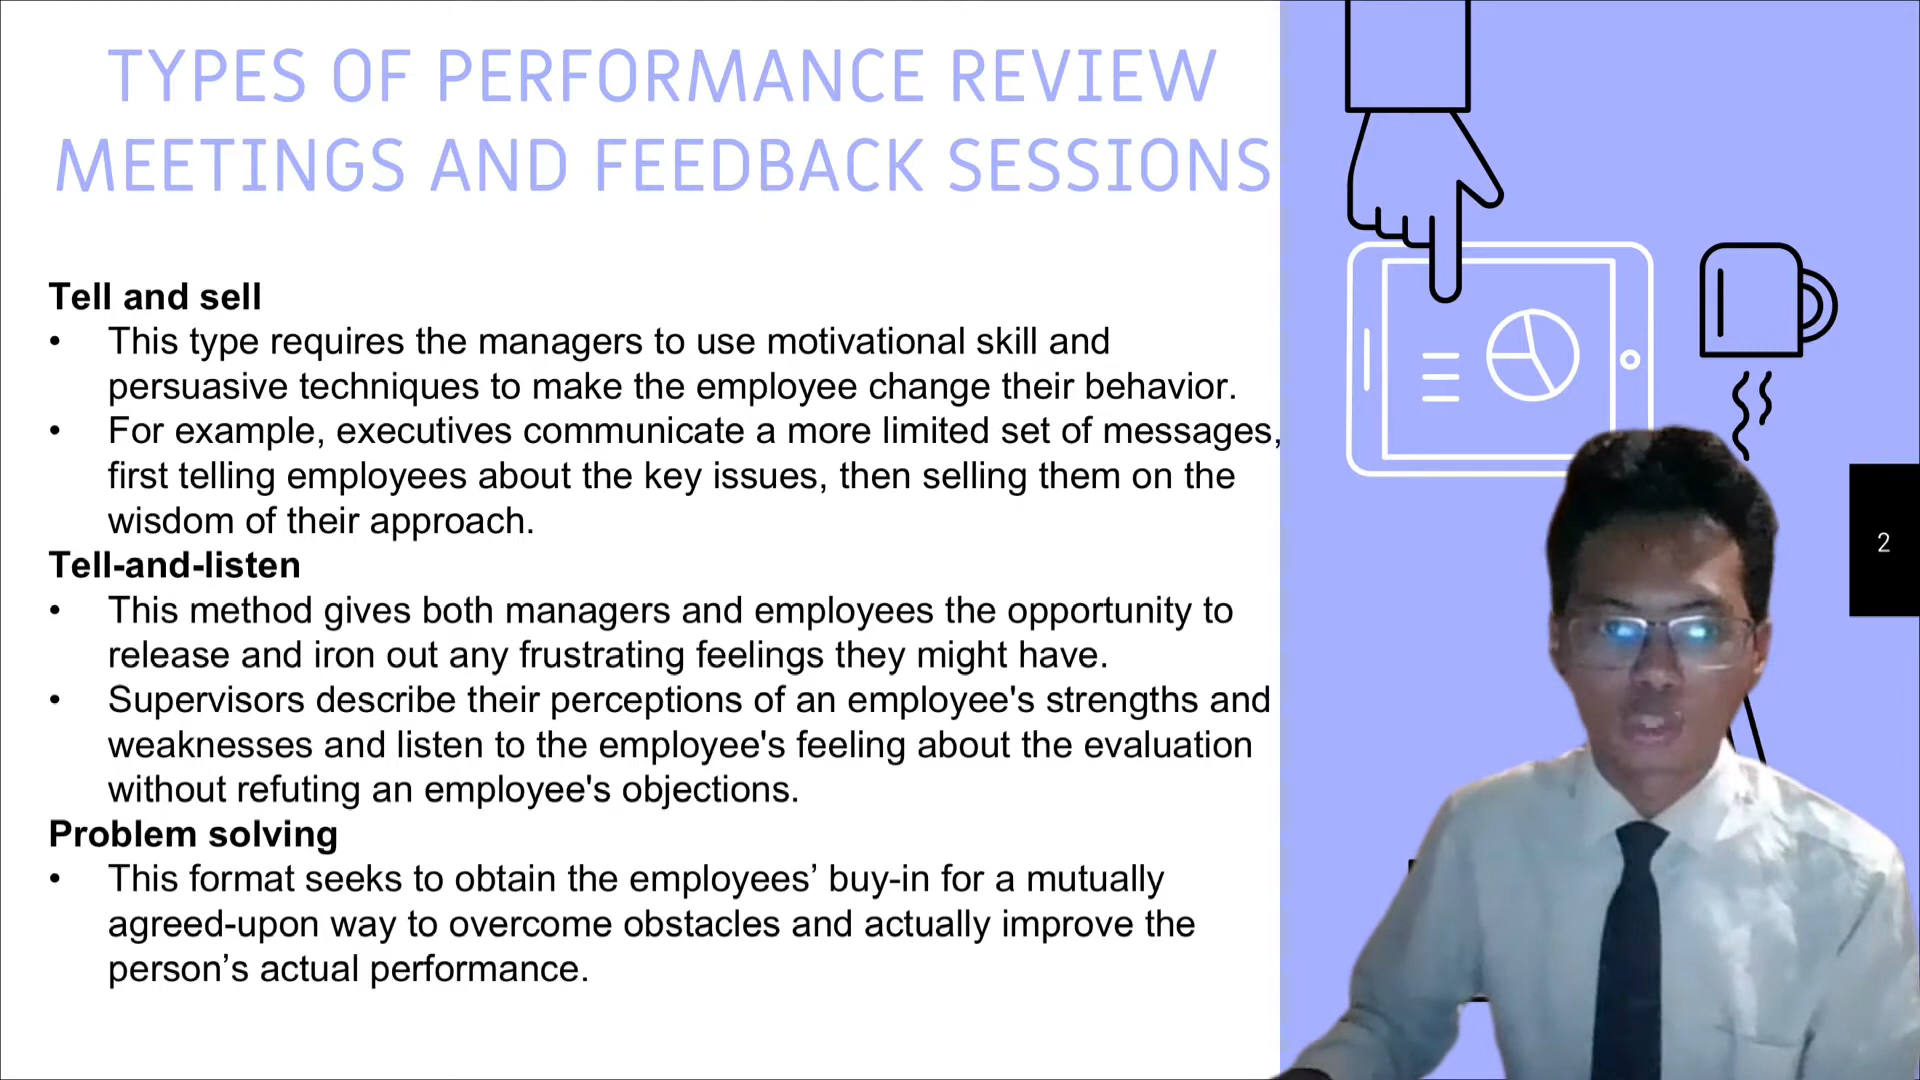 TYPES OF PERFORMANCE REVIEW
MEETINGS AND FEEDBACK SESSIONS
Tell and sell
• This type requires the managers to use motivational skill and
persuasive techniques to make the employee change their behavior.
• For example, executives communicate a more limited set of messages,
first telling employees about the key issues, then selling them on the
wisdom of their approach.
Tell-and-listen
• This method gives both managers and employees the opportunity to
release and iron out any frustrating feelings they might have.
• Supervisors describe their perceptions of an employee's strengths and
weaknesses and listen to the employee's feeling about the evaluation
without refuting an employee's objections.
Problem solving
• This format seeks to obtain the employees’ buy-in for a mutually
agreed-upon way to overcome obstacles and actually improve the
person’s actual performance.
2